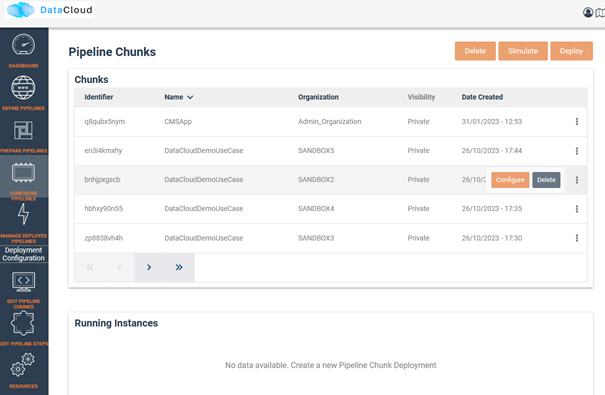 DataCloud
DASHBOARD
DEFINE PIPELINES
PREPARE PIPELINES
CONFIGURE
PIPELINES
MANAGE DEPLOYED
PIPELINES
Deployment
Configuration
EDIT PIPELINE
CHUNKS
EDIT PIPELINE STEPS
RESOURCES
Pipeline Chunks
Delete Simulate Deploy
Chunks
Identifier Name Organization Visibility Date Created
q8qubx5nym CMSApp Admin_Organization Private 31/01/2023 - 12:53
en3i4kmxhy DataCloudDemoUseCase SANDBOX5 Private 26/10/2023 - 17:44
bnhjpxgscb DataCloudDemoUseCase SANDBOX2 Private 26/10/2 Configure Delete
hbhxy90n55 DataCloudDemoUseCase SANDBOX4 Private 26/10/2023 - 17:35
zp8838vh4h DataCloudDemoUseCase SANDBOX3 Private 26/10/2023 - 17:30
Running Instances
No data available. Create a new Pipeline Chunk Deployment